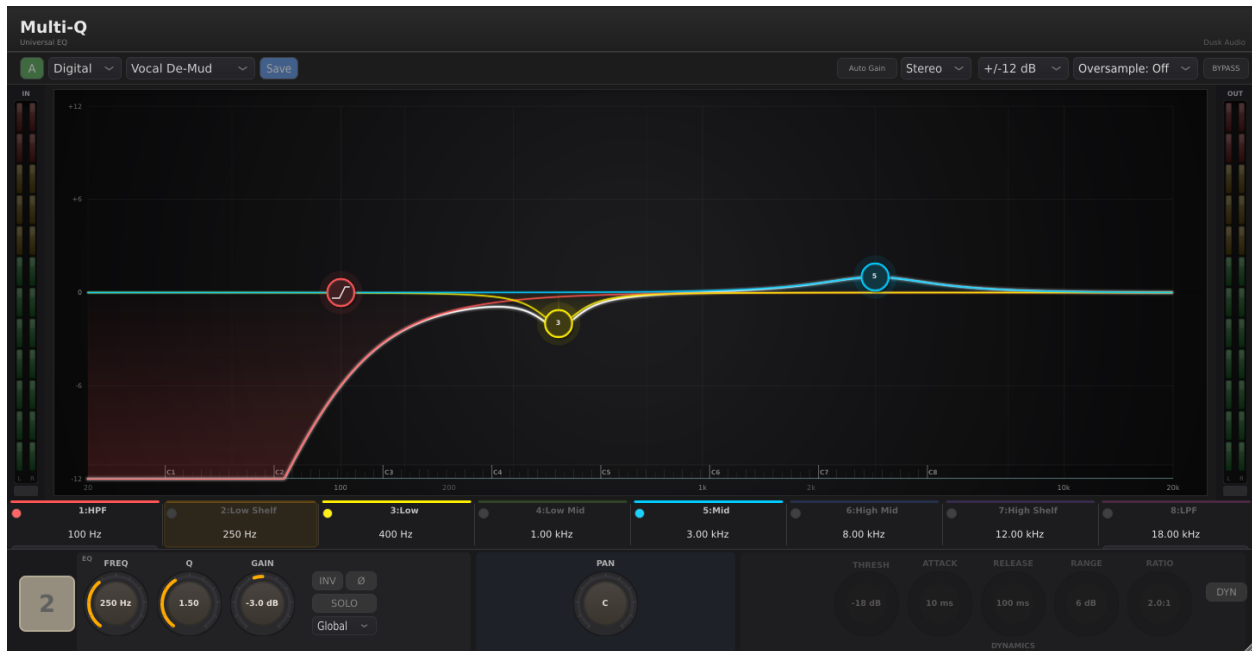 Multi-Q
Universal EQ
Dusk Audio
A Digital Vocal De-Mud Save Auto Gain Stereo +/-12 dB Oversample: Off BYPASS
IN OUT
+12
+6
0
-6
-12
5
3
C1 C2 C3 C4 C5 C6 C7 C8
20 100 200 1k 2k 10k 20k
L R L R
1:HPF 2:Low Shelf 3:Low 4:Low Mid 5:Mid 6:High Mid 7:High Shelf 8:LPF
100 Hz 250 Hz 400 Hz 1.00 kHz 3.00 kHz 8.00 kHz 12.00 kHz 18.00 kHz
EQ FREQ Q GAIN PAN THRESH ATTACK RELEASE RANGE RATIO
INV Ø
2 250 Hz 1.50 -3.0 dB SOLO C -18 dB 10 ms 100 ms 6 dB 2.0:1 DYN
Global
DYNAMICS